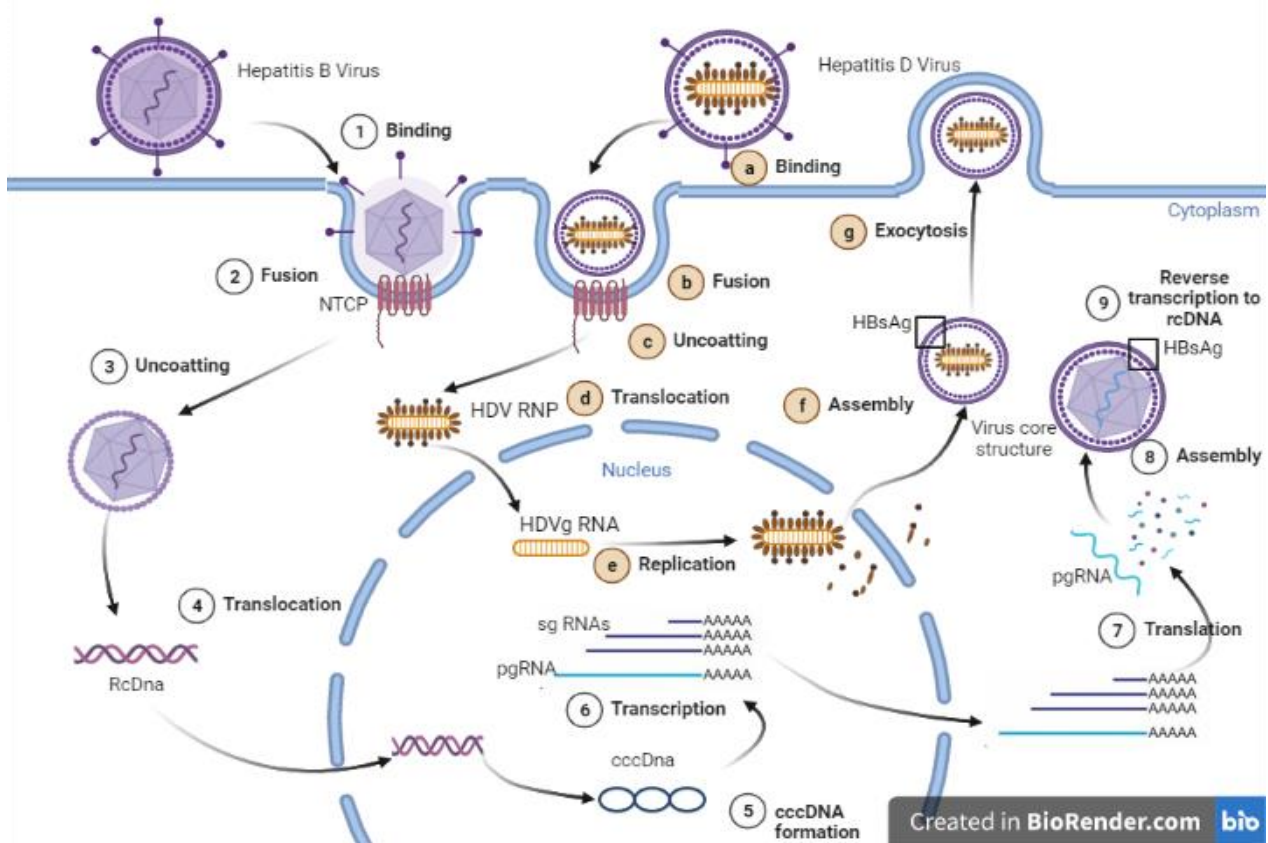 Hepatitis B Virus
Hepatitis D Virus
1 Binding
a Binding
Cytoplasm
g Exocytosis
2 Fusion
b Fusion
NTCP
9 Reverse
transcription to
rcDNA
HBsAg
HBsAg
3 Uncoatting
c Uncoatting
d Translocation
HDV RNP
f Assembly
Virus core
structure
8 Assembly
Nucleus
HDVg RNA
e Replication
pgRNA
4 Translocation
sg RNAs
AAAAA
AAAAA
AAAAA
pgRNA
AAAAA
7 Translation
RcDna
6 Transcription
AAAAA
AAAAA
AAAAA
AAAAA
cccDna
5 cccDNA
formation
Created in BioRender.com bio